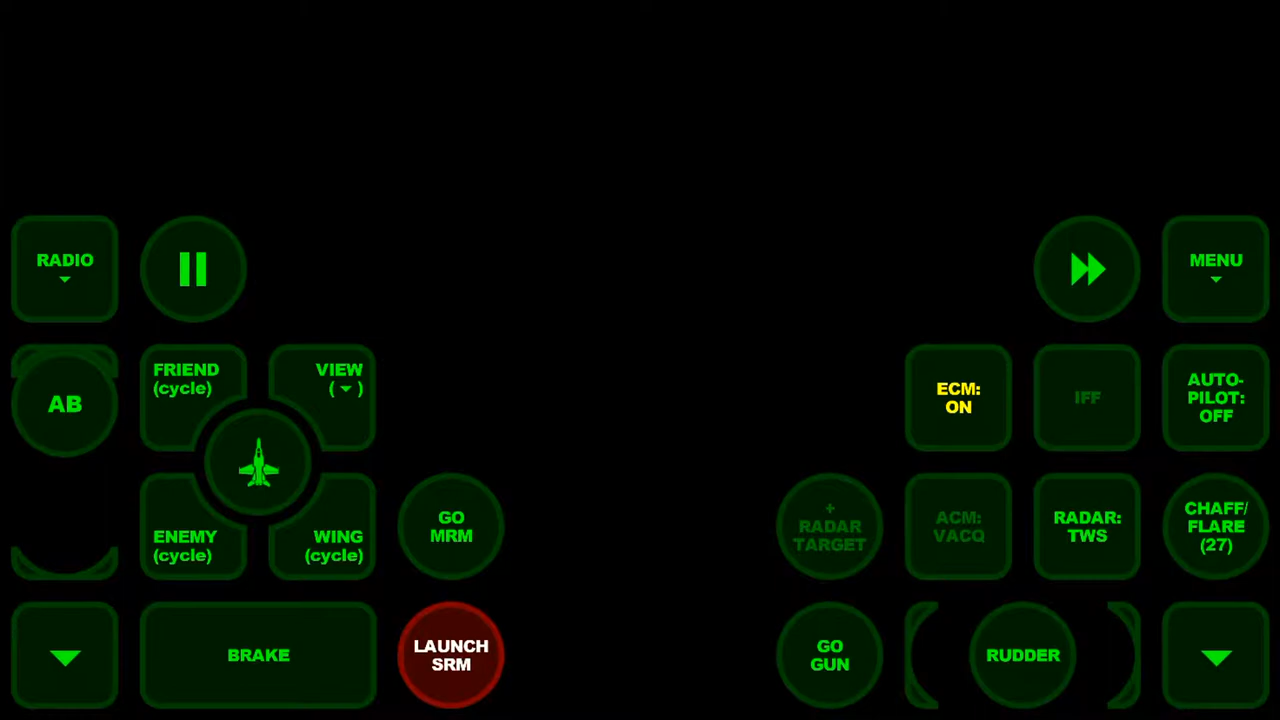 RADIO
MENU
AB
FRIEND
(cycle)
VIEW
( )
ECM:
ON
IFF
AUTO-
PILOT:
OFF
ENEMY
(cycle)
WING
(cycle)
GO
MRM
+
RADAR
TARGET
ACM:
VACQ
RADAR:
TWS
CHAFF/
FLARE
(27)
BRAKE
LAUNCH
SRM
GO
GUN
RUDDER